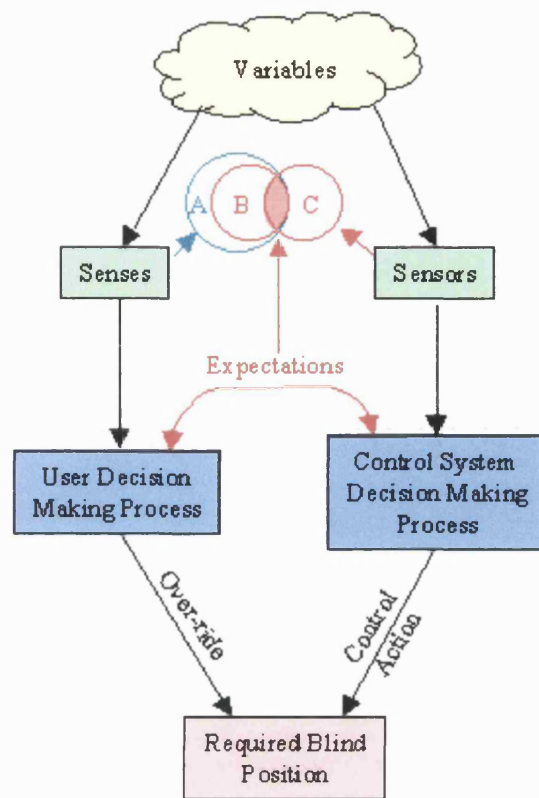 Variables
A
B
C
Senses
Sensors
Expectations
User Decision
Making Process
Control System
Decision Making
Process
Over-ride
Control
Action
Required Blind
Position